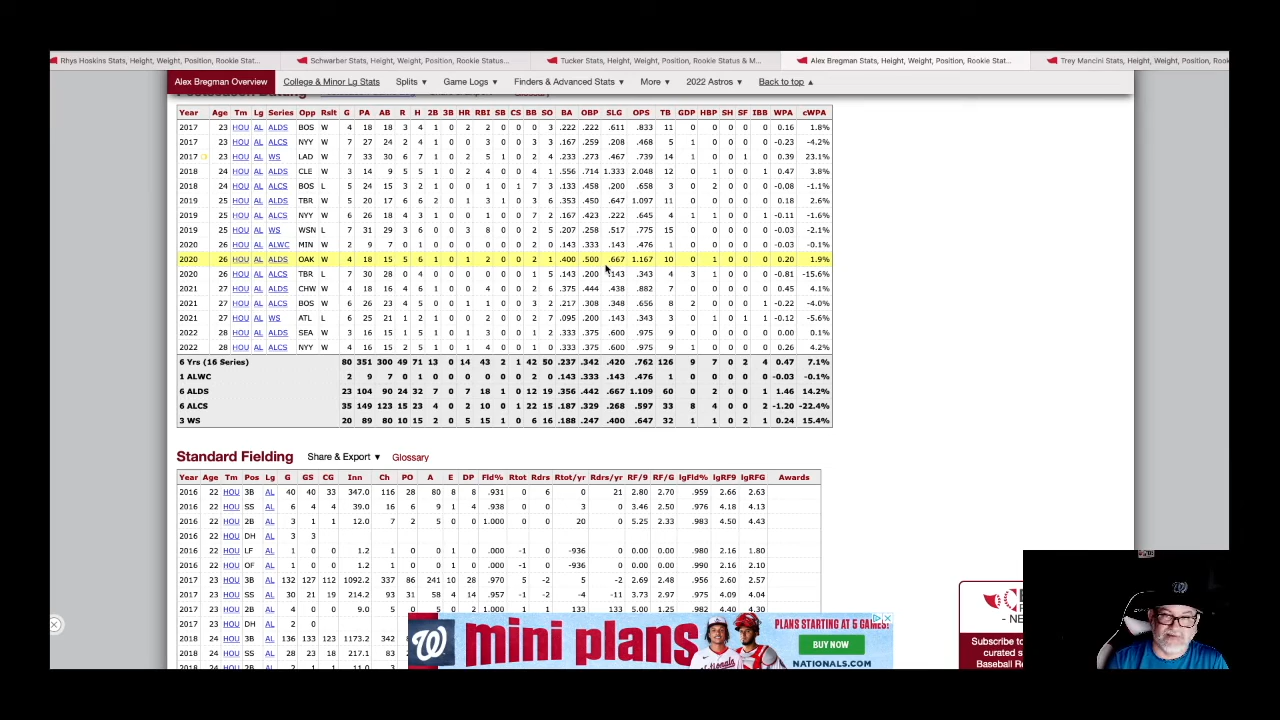 Rhys Hoskins Stats, Height, Weight, Position, Rookie Stat... Schwarber Stats, Height, Weight, Position, Rookie Status... Tucker Stats, Height, Weight, Position, Rookie Status & M... Alex Bregman Stats, Height, Weight, Position, Rookie Stat... Trey Mancini Stats, Height, Weight, Position, Rook
Alex Bregman Overview College & Minor Lg Stats Splits ▼ Game Logs ▼ Finders & Advanced Stats ▼ More ▼ 2022 Astros ▼ Back to top ▲
Year Age Tm Lg Series Opp Rslt G PA AB R H 2B 3B HR RBI SB CS BB SO BA OBP SLG OPS TB GDP HBP SH SF IBB WPA cWPA
2017 23 HOU AL ALDS BOS W 4 18 18 3 4 1 0 2 2 0 0 0 3 .222 .222 .611 .833 11 0 0 0 0 0 0.16 1.8%
2017 23 HOU AL ALCS NYY W 7 27 24 2 4 1 0 0 3 0 0 3 3 .167 .259 .208 .468 5 1 0 0 0 0 -0.23 -4.2%
2017 23 HOU AL WS LAD W 7 33 30 6 7 1 0 2 5 1 0 2 4 .233 .273 .467 .739 14 1 0 0 1 0 0.39 23.1%
2018 24 HOU AL ALDS CLE W 3 14 9 5 5 1 0 2 4 0 0 4 1 .556 .714 1.333 2.048 12 0 1 0 0 1 0.47 3.8%
2018 24 HOU AL ALCS BOS L 5 24 15 3 2 1 0 0 1 0 1 7 3 .133 .458 .200 .658 3 0 2 0 0 0 -0.08 -1.1%
2019 25 HOU AL ALDS TBR W 5 20 17 6 6 2 0 1 3 1 0 3 1 .353 .450 .647 1.097 11 0 0 0 0 0 0.18 2.6%
2019 25 HOU AL ALCS NYY W 6 26 18 4 3 1 0 0 1 0 0 7 2 .167 .423 .222 .645 4 1 1 0 0 1 -0.11 -1.6%
2019 25 HOU AL WS WSN L 7 31 29 3 6 0 0 3 8 0 0 2 5 .207 .258 .517 .775 15 0 0 0 0 0 -0.03 -2.1%
2020 26 HOU AL ALWC MIN W 2 9 7 0 1 0 0 0 0 0 0 2 0 .143 .333 .143 .476 1 0 0 0 0 0 -0.03 -0.1%
2020 26 HOU AL ALDS OAK W 4 18 15 5 6 1 0 1 2 0 0 2 1 .400 .500 .667 1.167 10 0 1 0 0 0 0.20 1.9%
2020 26 HOU AL ALCS TBR L 7 30 28 0 4 0 0 0 0 0 0 1 5 .143 .200 .143 .343 4 3 1 0 0 0 -0.81 -15.6%
2021 27 HOU AL ALDS CHW W 4 18 16 4 6 1 0 0 4 0 0 2 6 .375 .444 .438 .882 7 0 0 0 0 0 0.45 4.1%
2021 27 HOU AL ALCS BOS W 6 26 23 4 5 0 0 1 1 0 0 3 2 .217 .308 .348 .656 8 2 0 0 0 1 -0.22 -4.0%
2021 27 HOU AL WS ATL L 6 25 21 1 2 1 0 0 2 0 0 2 7 .095 .200 .143 .343 3 0 1 0 1 1 -0.12 -5.6%
2022 28 HOU AL ALDS SEA W 3 16 15 1 5 1 0 1 3 0 0 1 4 .333 .375 .600 .975 9 0 0 0 0 0 0.00 0.1%
2022 28 HOU AL ALCS NYY W 4 16 15 2 5 1 0 1 4 0 0 1 2 .333 .375 .600 .975 9 1 0 0 0 0 0.26 4.2%
6 Yrs (16 Series) 80 351 300 49 71 13 0 14 43 2 1 42 50 .237 .342 .420 .762 126 9 7 0 2 4 0.47 7.1%
1 ALWC 2 9 7 0 1 0 0 0 0 0 0 2 0 .143 .333 .143 .476 1 0 0 0 0 0 -0.03 -0.1%
6 ALDS 23 104 90 24 32 7 0 7 18 1 0 12 19 .356 .442 .667 1.109 60 0 2 0 0 1 1.46 14.2%
6 ALCS 35 149 123 15 23 4 0 2 10 0 1 22 15 .187 .329 .268 .597 33 8 4 0 0 2 -1.20 -22.4%
3 WS 20 89 80 10 15 2 0 5 15 1 0 6 16 .188 .247 .400 .647 32 1 1 0 2 1 0.24 15.4%
Standard Fielding Share & Export ▼ Glossary
Year Age Tm Pos Lg G GS CG Inn Ch PO A E DP Fld% Rtot Rdrs Rtot/yr Rdrs/yr RF/9 RF/G lgFld% lgRF9 lgRFG Awards
2016 22 HOU 3B AL 40 40 33 347.0 116 28 80 8 8 .931 0 6 0 21 2.80 2.70 .959 2.66 2.63
2016 22 HOU SS AL 6 4 4 39.0 16 6 9 1 4 .938 0 0 3 0 3.46 2.50 .976 4.18 4.13
2016 22 HOU 2B AL 3 1 1 12.0 7 2 5 0 0 1.000 0 0 20 0 5.25 2.33 .983 4.50 4.43
2016 22 HOU DH AL 3 3
2016 22 HOU LF AL 1 0 0 1.2 1 0 0 1 0 .000 -1 0 -936 0 0.00 0.00 .980 2.16 1.80
2016 22 HOU OF AL 1 0 0 1.2 1 0 0 1 0 .000 -1 0 -936 0 0.00 0.00 .990 2.16 2.10
2017 23 HOU 3B AL 132 127 112 1092.2 337 86 241 10 28 .970 5 -2 5 -2 2.69 2.48 .956 2.60 2.57
2017 23 HOU SS AL 30 21 19 214.2 93 31 58 4 14 .957 -1 -2 -4 -11 3.73 2.97 .975 4.09 4.04
2017 23 HOU 2B AL 4 1 0 9.0 5 0 5 0 2 1.000 1 1 133 133 5.00 1.25 .982 4.40 4.30
2017 23 HOU DH AL 2 0
2018 24 HOU 3B AL 136 133 123 1173.2 342
2018 24 HOU SS AL 28 23 18 217.1 83
W mini plans PLANS STARTING AT 5 GAMES! BUY NOW NATIONALS.COM
Subscribe to
curated s
Baseball Re